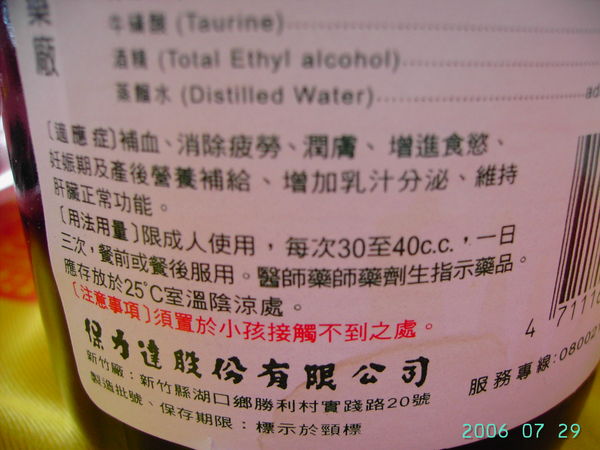 牛磺酸 (Taurine)
酒精 (Total Ethyl alcohol)
蒸餾水 (Distilled Water) ad
藥廠
〔適應症〕補血、消除疲勞、潤膚、增進食慾、
妊娠期及產後營養補給、增加乳汁分泌、維持
肝臟正常功能。
〔用法用量〕限成人使用，每次30至40c.c.，一日
三次，餐前或餐後服用。醫師藥師藥劑生指示藥品。
應存放於25℃室溫陰涼處。
〔注意事項〕須置於小孩接觸不到之處。
保力達股份有限公司
新竹廠：新竹縣湖口鄉勝利村實踐路20號
製造批號、保存期限：標示於頸標
服務專線:08002
4 71110
2006 07 29